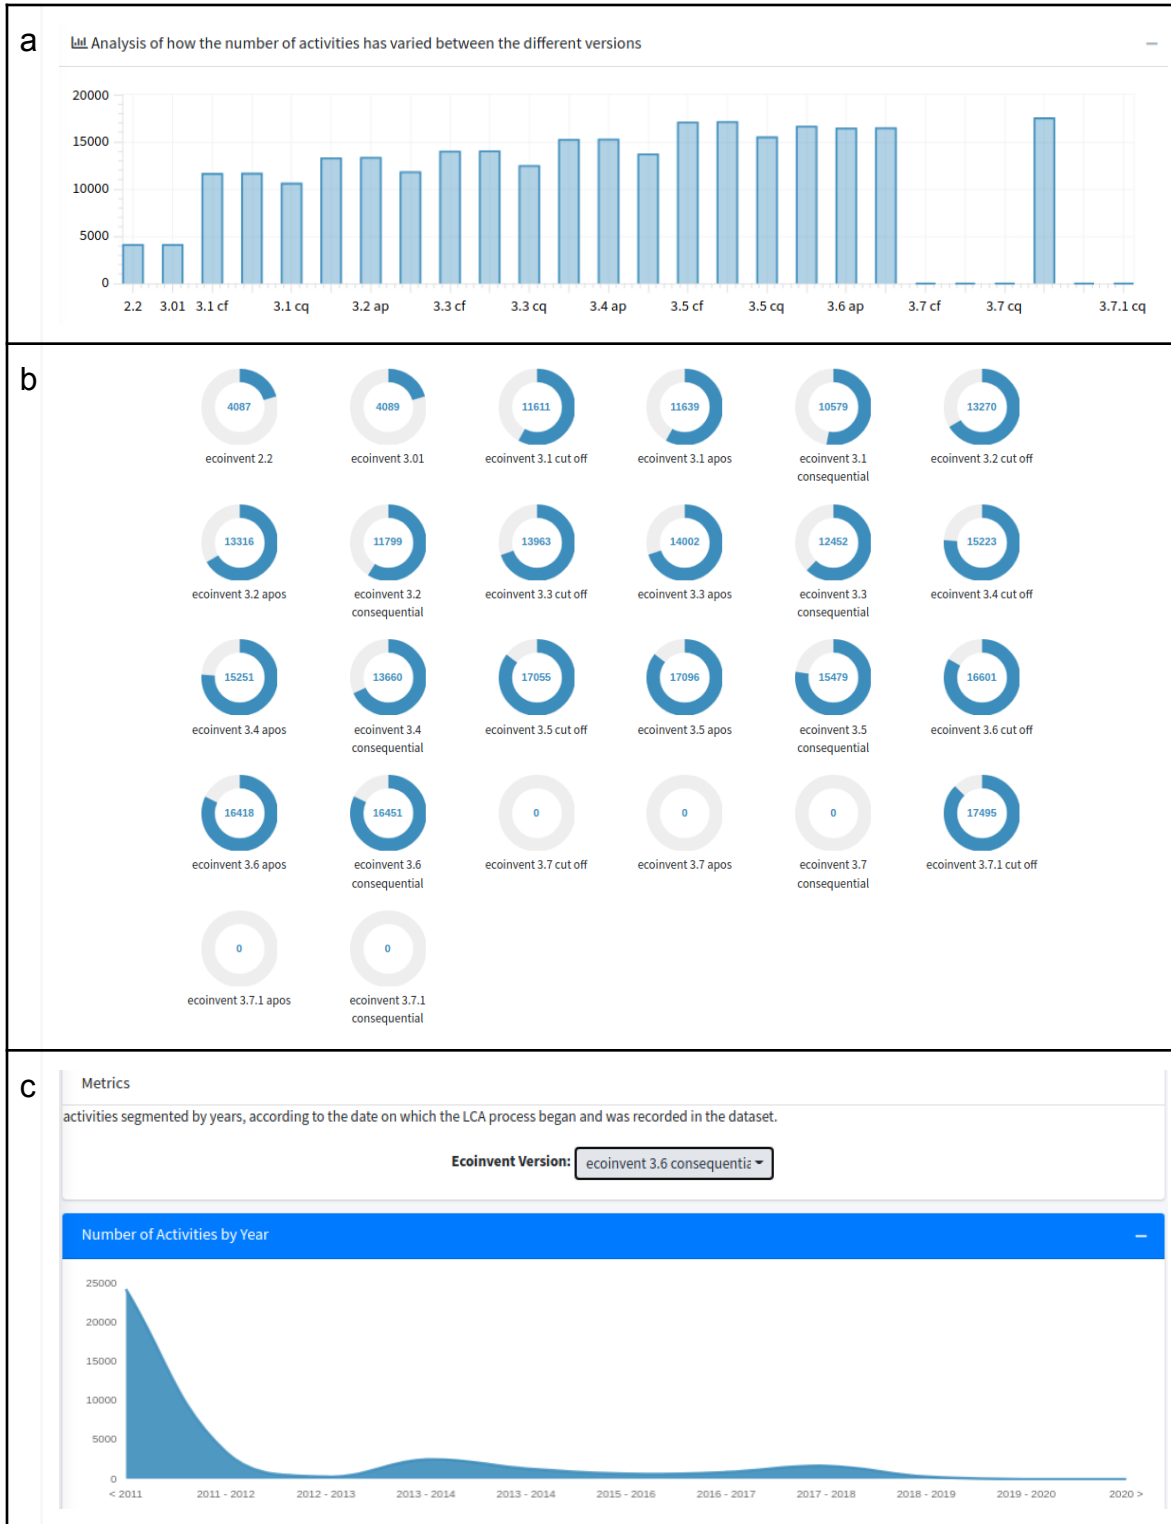 a
Analysis of how the number of activities has varied between the different versions
20000
15000
10000
5000
0
2.2 3.01 3.1 cf 3.1 cq 3.2 ap 3.3 cf 3.3 cq 3.4 ap 3.5 cf 3.5 cq 3.6 ap 3.7 cf 3.7 cq 3.7.1 cq
b
4087 4089 11611 11639 10579 13270
ecoinvent 2.2 ecoinvent 3.01 ecoinvent 3.1 cut off ecoinvent 3.1 apos ecoinvent 3.1 ecoinvent 3.2 cut off
consequential
13316 11799 13963 14002 12452 15223
ecoinvent 3.2 apos ecoinvent 3.2 ecoinvent 3.3 cut off ecoinvent 3.3 apos ecoinvent 3.3 ecoinvent 3.4 cut off
consequential consequential
15251 13660 17055 17096 15479 16601
ecoinvent 3.4 apos ecoinvent 3.4 ecoinvent 3.5 cut off ecoinvent 3.5 apos ecoinvent 3.5 ecoinvent 3.6 cut off
consequential consequential
16418 16451 0 0 0 17495
ecoinvent 3.6 apos ecoinvent 3.6 ecoinvent 3.7 cut off ecoinvent 3.7 apos ecoinvent 3.7 ecoinvent 3.7.1 cut off
consequential consequential
0 0
ecoinvent 3.7.1 apos ecoinvent 3.7.1
consequential
c
Metrics
activities segmented by years, according to the date on which the LCA process began and was recorded in the dataset.
Ecoinvent Version: ecoinvent 3.6 consequentia
Number of Activities by Year
25000
20000
15000
10000
5000
0
< 2011 2011 - 2012 2012 - 2013 2013 - 2014 2013 - 2014 2015 - 2016 2016 - 2017 2017 - 2018 2018 - 2019 2019 - 2020 2020 >